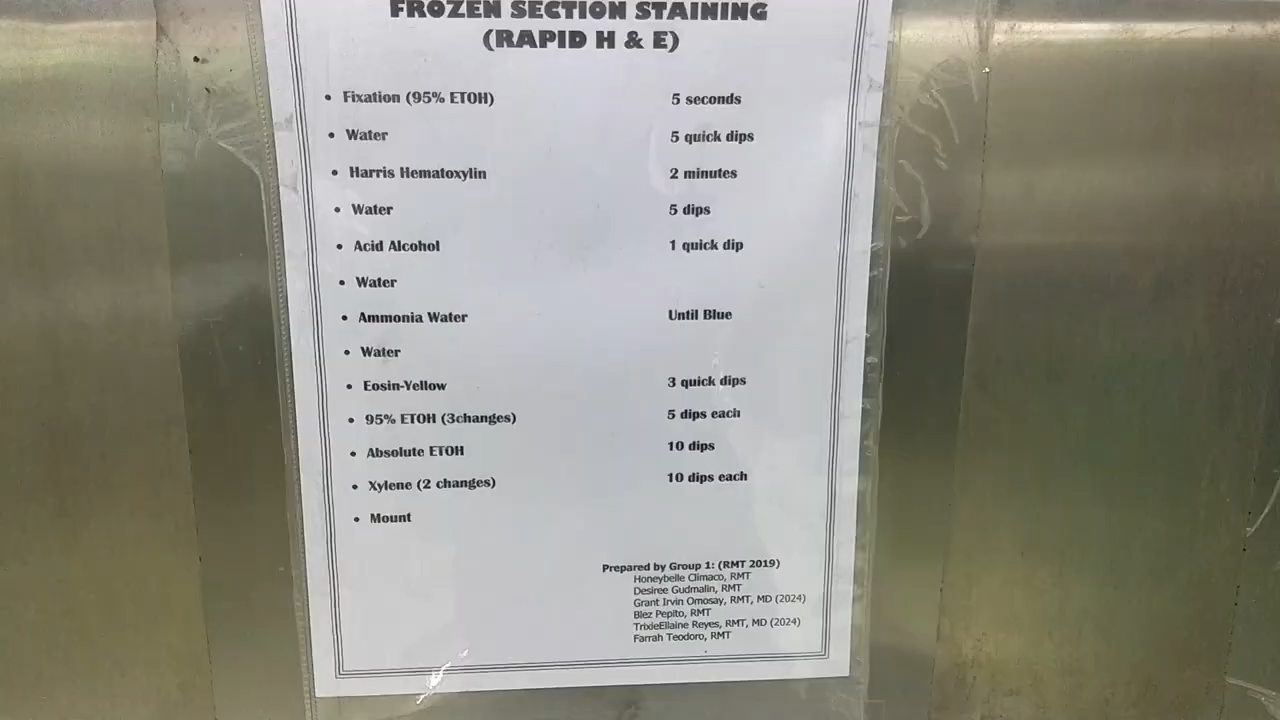 FROZEN SECTION STAINING
(RAPID H & E)
• Fixation (95% ETOH) 5 seconds
• Water 5 quick dips
• Harris Hematoxylin 2 minutes
• Water 5 dips
• Acid Alcohol 1 quick dip
• Water
• Ammonia Water Until Blue
• Water
• Eosin-Yellow 3 quick dips
• 95% ETOH (3changes) 5 dips each
• Absolute ETOH 10 dips
• Xylene (2 changes) 10 dips each
• Mount
Prepared by Group 1: (RMT 2019)
Honeybelle Climaco, RMT
Desiree Gudmalin, RMT
Grant Irvin Omosay, RMT, MD (2024)
Blez Pepito, RMT
TrixieEllaine Reyes, RMT, MD (2024)
Farrah Teodoro, RMT